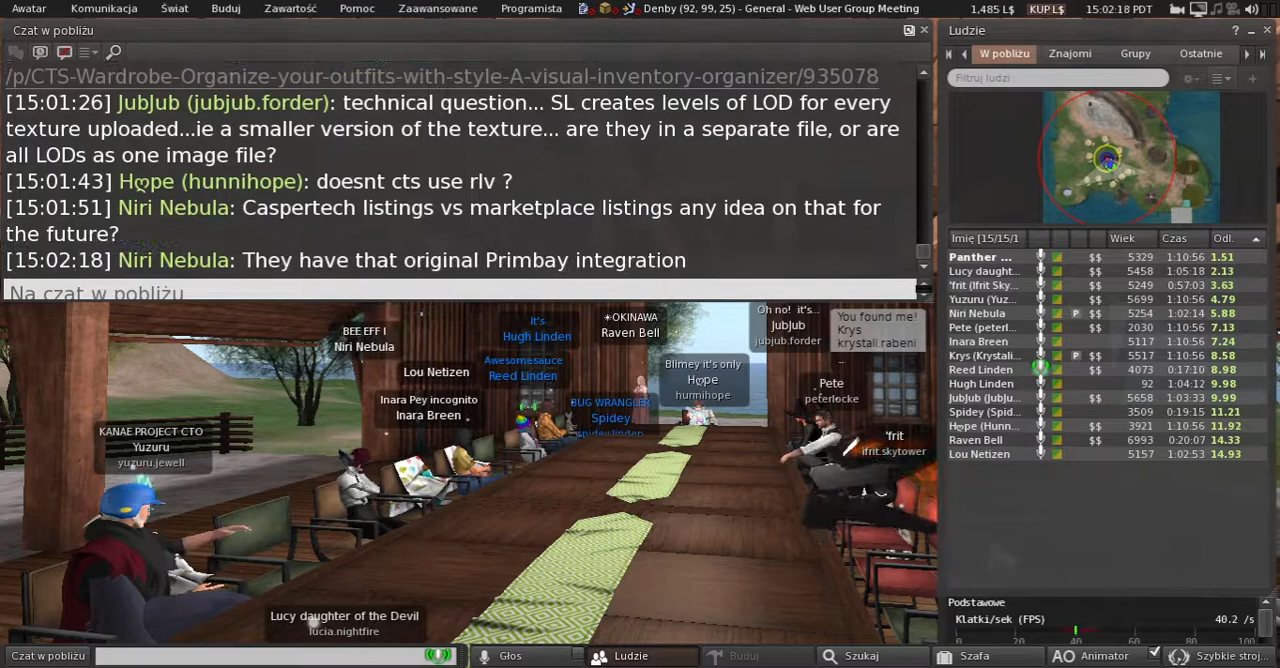 Awatar Komunikacja Świat Buduj Zawartość Pomoc Zaawansowane Programista Denby (92, 99, 25) - General - Web User Group Meeting 1,485 L$ KUP L$ 15:02:18 PDT
Czat w pobliżu
/p/CTS-Wardrobe-Organize-your-outfits-with-style-A-visual-inventory-organizer/935078
[15:01:26] JubJub (jubjub.forder): technical question... SL creates levels of LOD for every
texture uploaded...ie a smaller version of the texture... are they in a separate file, or are
all LODs as one image file?
[15:01:43] Hღpe (hunnihope): doesnt cts use rlv ?
[15:01:51] Niri Nebula: Caspertech listings vs marketplace listings any idea on that for
the future?
[15:02:18] Niri Nebula: They have that original Primbay integration
Na czat w pobliżu
Ludzie
W pobliżu Znajomi Grupy Ostatnie
Filtruj ludzi
Imię [15/15/1 Wiek Czas Odl.
Panther ... 5329 1:10:56 1.51
Lucy daught... $$ 5458 1:05:18 2.13
'frit (Ifrit Sky... $$ 5249 0:57:03 3.63
Yuzuru (Yuz... $$ 5699 1:10:56 4.79
Niri Nebula P $$ 5254 1:02:14 5.88
Pete (peterl... $$ 2030 1:10:56 7.13
Inara Breen 5117 1:10:56 7.24
Krys (Krystali... P $$ 5517 1:10:56 8.58
Reed Linden $$ 4073 0:17:10 8.98
Hugh Linden 92 1:04:12 9.98
JubJub (JubJu... $$ 5658 1:03:33 9.99
Spidey (Spid... 3509 0:19:15 11.21
Hღpe (Hunn... $$ 3921 1:10:56 11.92
Raven Bell $$ 6993 0:20:07 14.33
Lou Netizen 5157 1:02:53 14.93
BEE EFF I
Niri Nebula
It's
Hugh Linden
Awesomesauce
Reed Linden
☀OKINAWA
Raven Bell
Oh no! it's...
JubJub
jubjub.forder
You found me!
Krys
krystali.rabeni
Lou Netizen
Inara Pey incognito
Inara Breen
BUG WRANGLER
Spidey
spidey.linden
Blimey it's only
Hღpe
hunnihope
Pete
peterlocke
'frit
ifrit.skytower
KANAE PROJECT CTO
Yuzuru
yuzuru.jewell
Lucy daughter of the Devil
lucia.nightfire
Podstawowe
Klatki/sek (FPS) 40.2 /s
0 20 40 60 80 100
Czat w pobliżu Głos Ludzie Buduj Szukaj Szafa AO Animator Szybkie stroj...